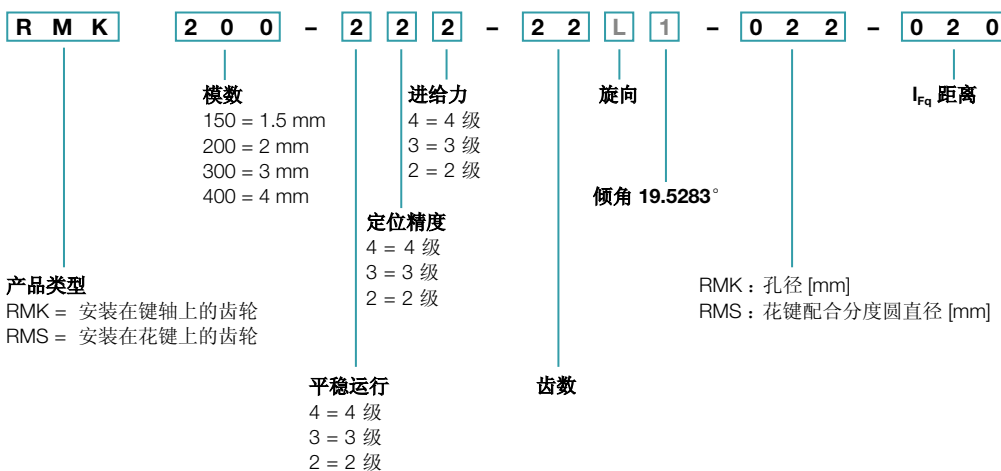 R M K 2 0 0 – 2 2 2 – 2 2 L 1 – 0 2 2 – 0 2 0
模数
150 = 1.5 mm
200 = 2 mm
300 = 3 mm
400 = 4 mm
进给力
4 = 4 级
3 = 3 级
2 = 2 级
旋向
lFq 距离
倾角 19.5283°
定位精度
4 = 4 级
3 = 3 级
2 = 2 级
产品类型
RMK = 安装在键轴上的齿轮
RMS = 安装在花键上的齿轮
RMK：孔径 [mm]
RMS：花键配合分度圆直径 [mm]
平稳运行
4 = 4 级
3 = 3 级
2 = 2 级
齿数